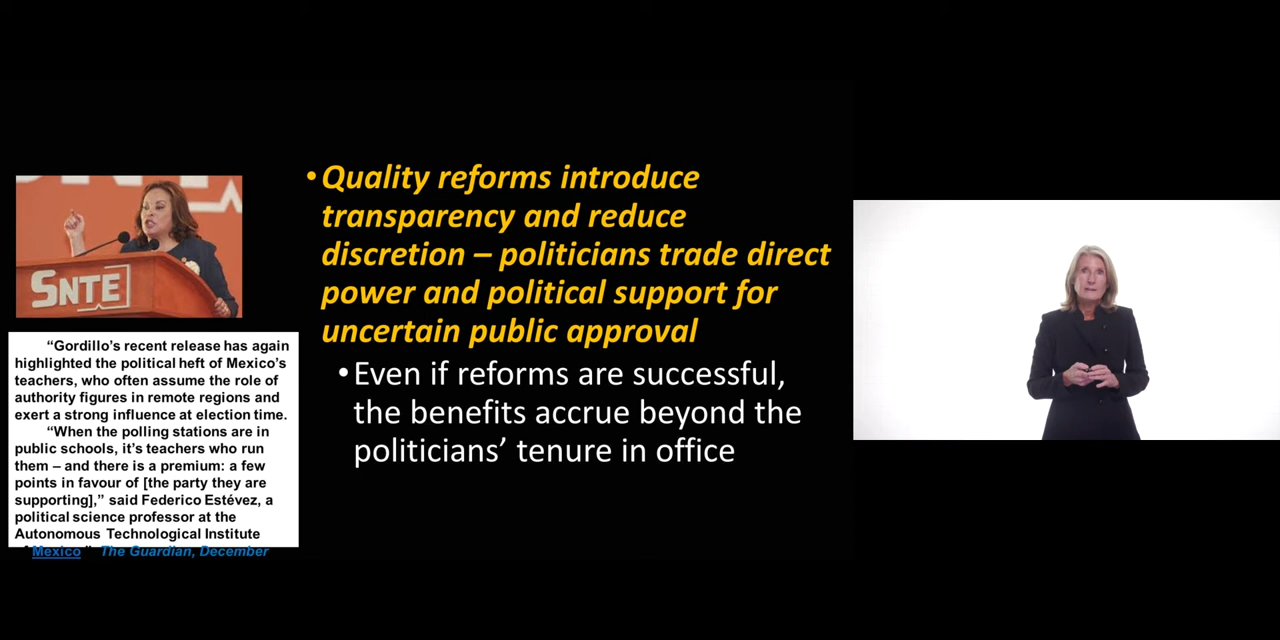 SNTE
“Gordillo’s recent release has again
highlighted the political heft of Mexico’s
teachers, who often assume the role of
authority figures in remote regions and
exert a strong influence at election time.
“When the polling stations are in
public schools, it’s teachers who run
them – and there is a premium: a few
points in favour of [the party they are
supporting],” said Federico Estévez, a
political science professor at the
Autonomous Technological Institute
Mexico The Guardian, December
•Quality reforms introduce
transparency and reduce
discretion – politicians trade direct
power and political support for
uncertain public approval
•Even if reforms are successful,
the benefits accrue beyond the
politicians’ tenure in office